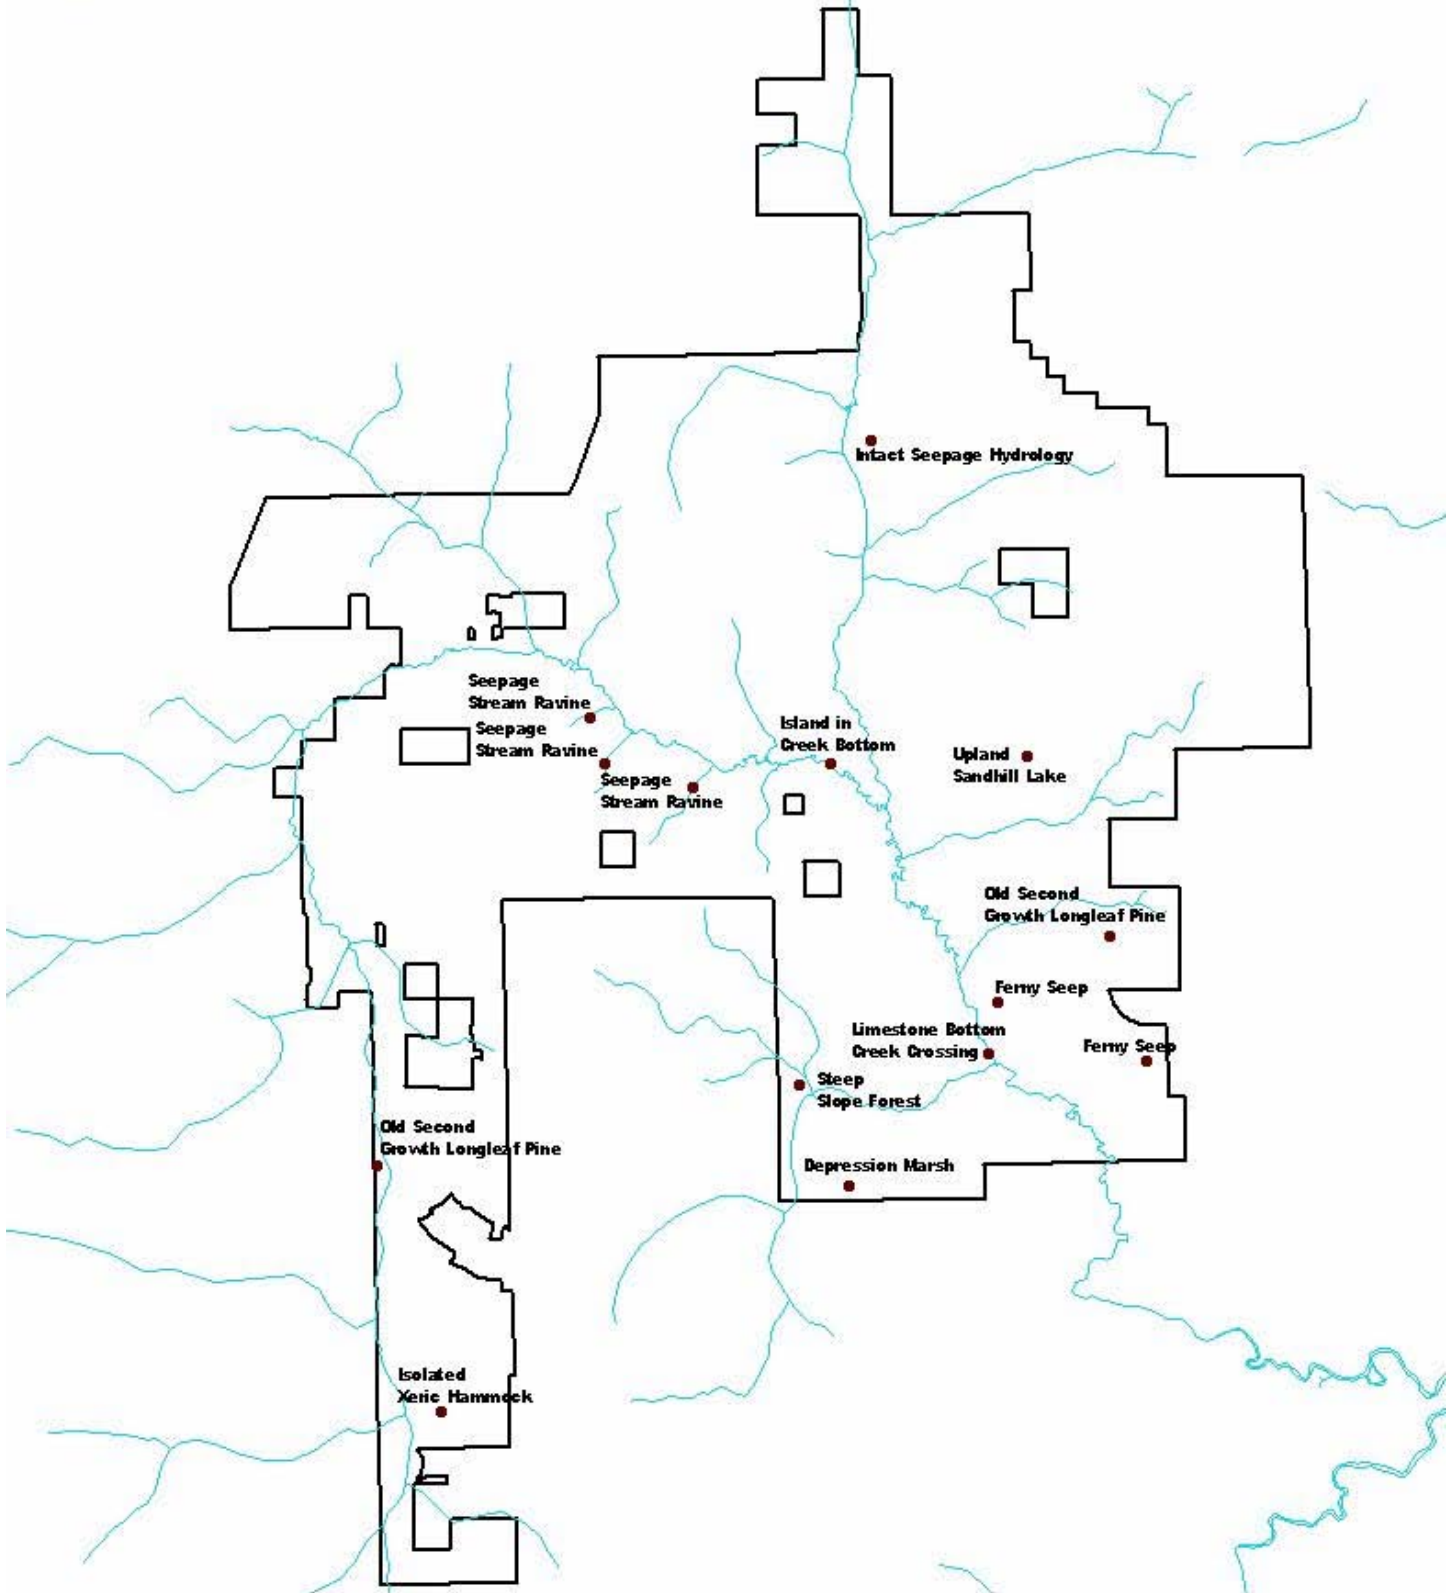 Intact Seepage Hydrology
Seepage
Stream Ravine
Seepage
Stream Ravine
Seepage
Stream Ravine
Island in
Creek Bottom
Upland
Sandhill Lake
Old Second
Growth Longleaf Pine
Ferny Seep
Limestone Bottom
Creek Crossing
Ferny Seep
Steep
Slope Forest
Old Second
Growth Longleaf Pine
Depression Marsh
Isolated
Xeric Hammock